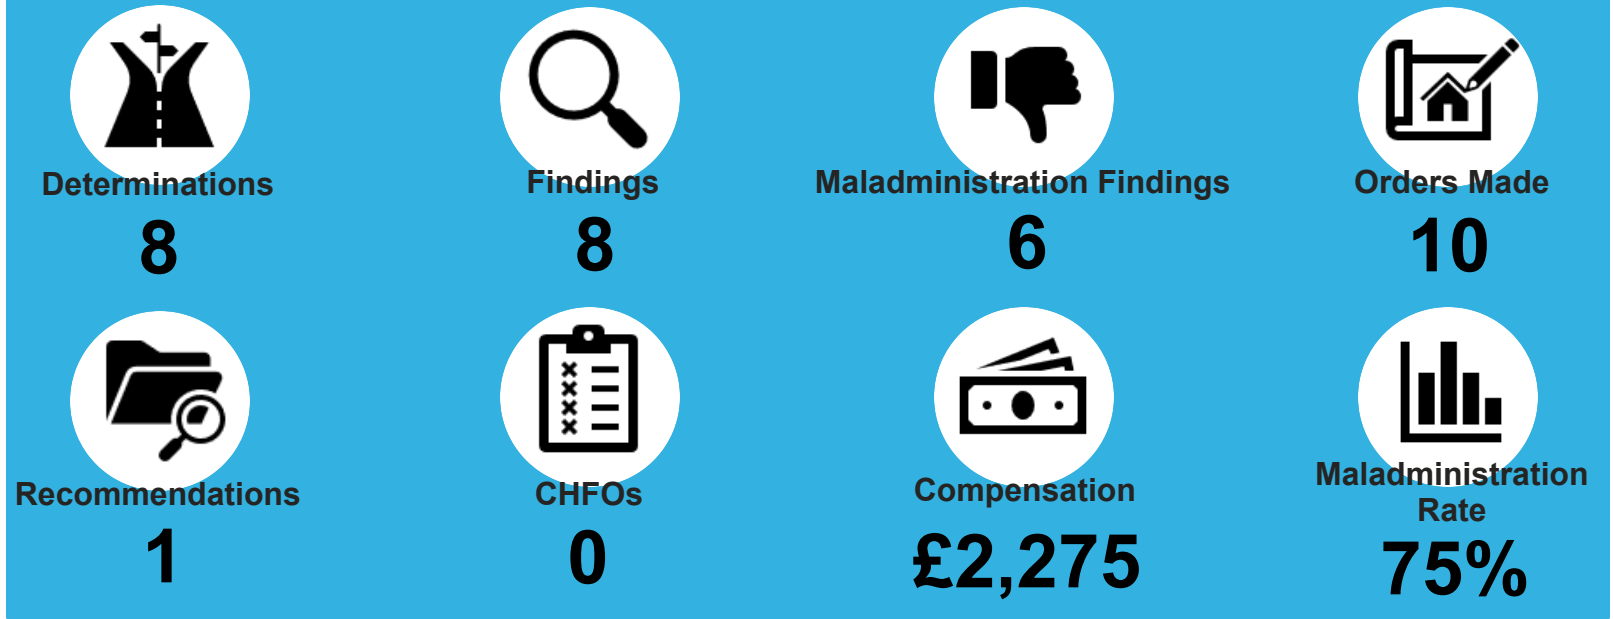 Determinations
8
Findings
8
Maladministration Findings
6
Orders Made
10
Recommendations
1
CHFOs
0
Compensation
£2,275
Maladministration
Rate
75%